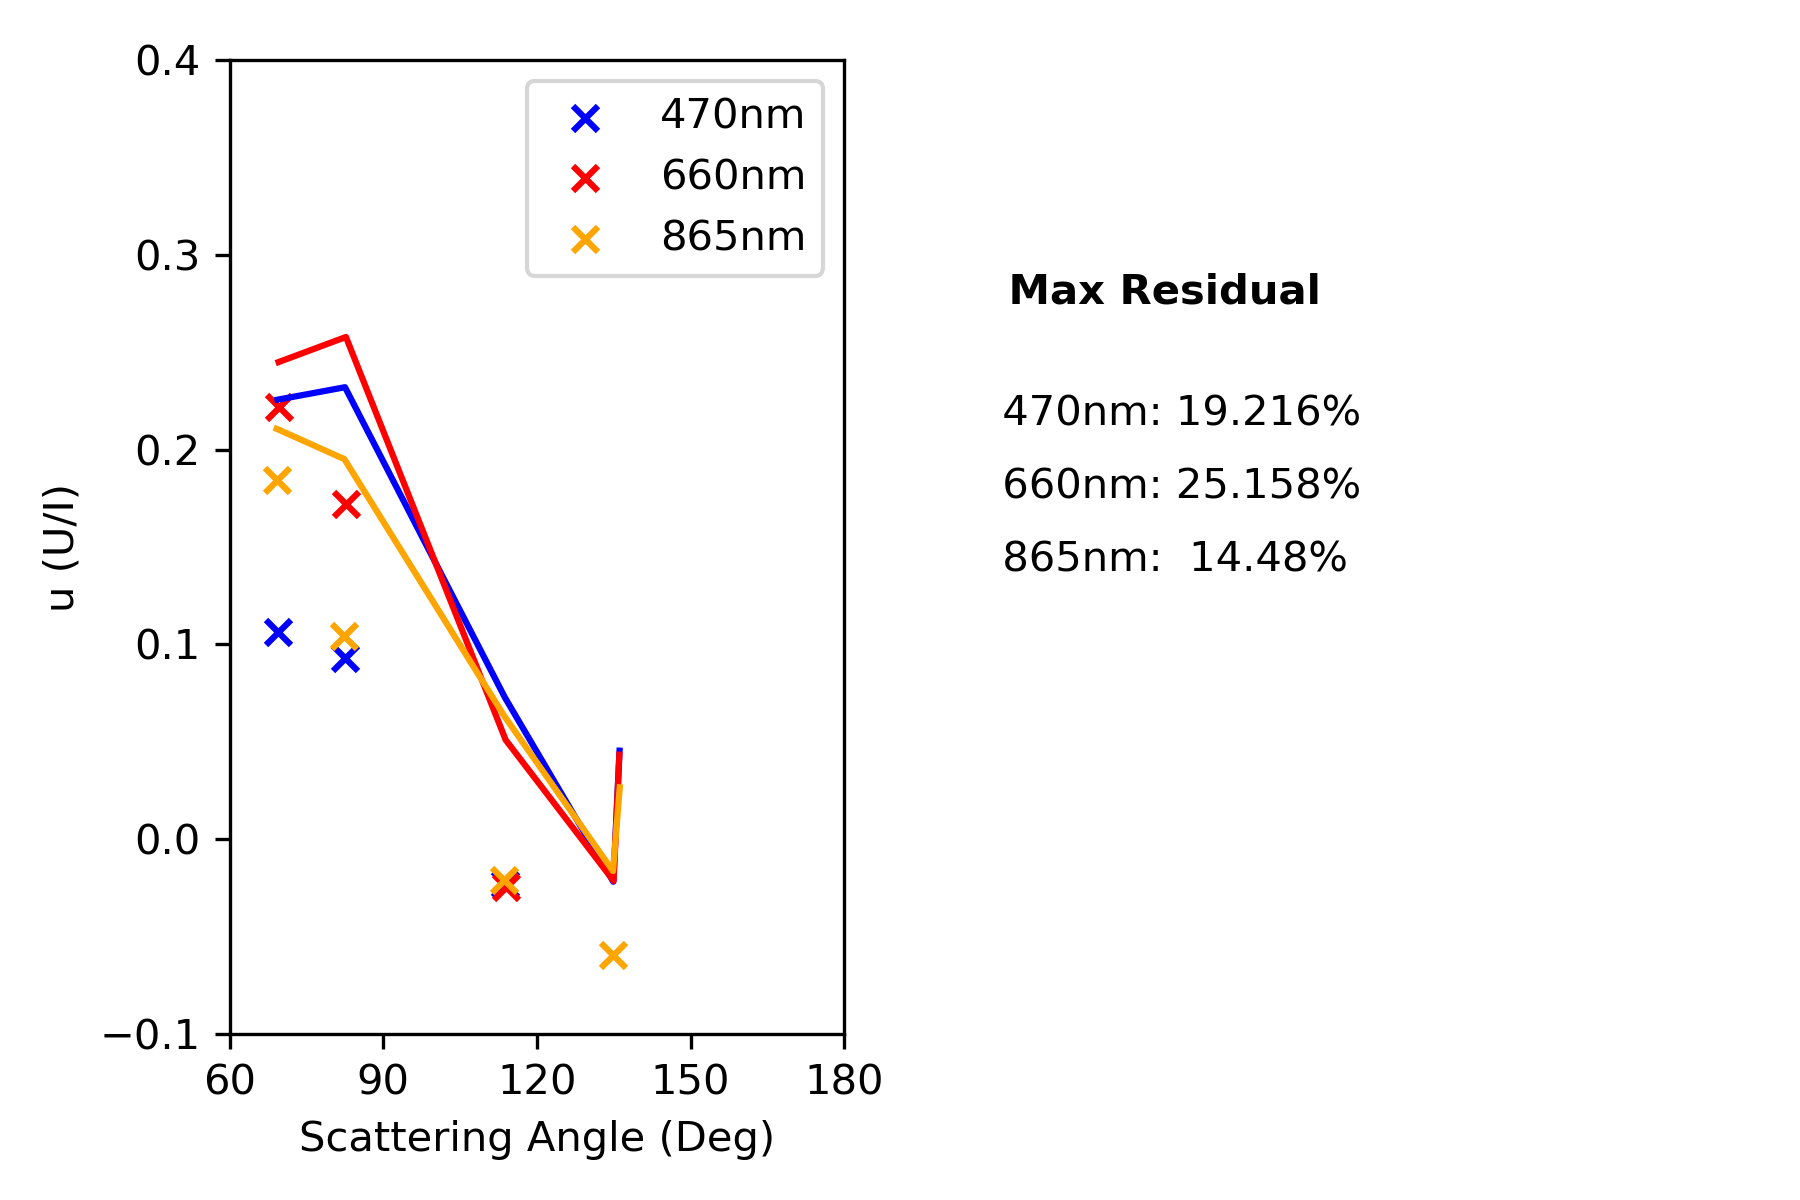 0.4
0.3
0.2
0.1
0.0
−0.1
u (U/I)
60 90 120 150 180
Scattering Angle (Deg)
470nm
660nm
865nm
Max Residual
470nm: 19.216%
660nm: 25.158%
865nm: 14.48%